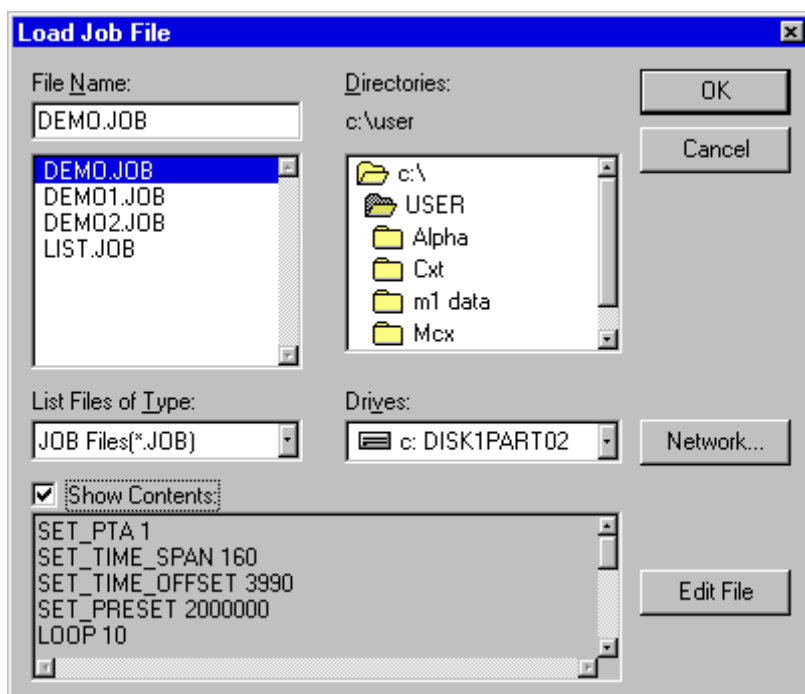 Load Job File
File Name:
DEMO.JOB
DEMO.JOB
DEMO1.JOB
DEMO2.JOB
LIST.JOB
Directories:
c:\user
c:\
USER
Alpha
Cxt
m1 data
Mcx
OK
Cancel
List Files of Type:
JOB Files(*.JOB)
Drives:
c: DISK1PART02
Network...
Show Contents:
SET_PTA 1
SET_TIME_SPAN 160
SET_TIME_OFFSET 3990
SET_PRESET 2000000
LOOP 10
Edit File